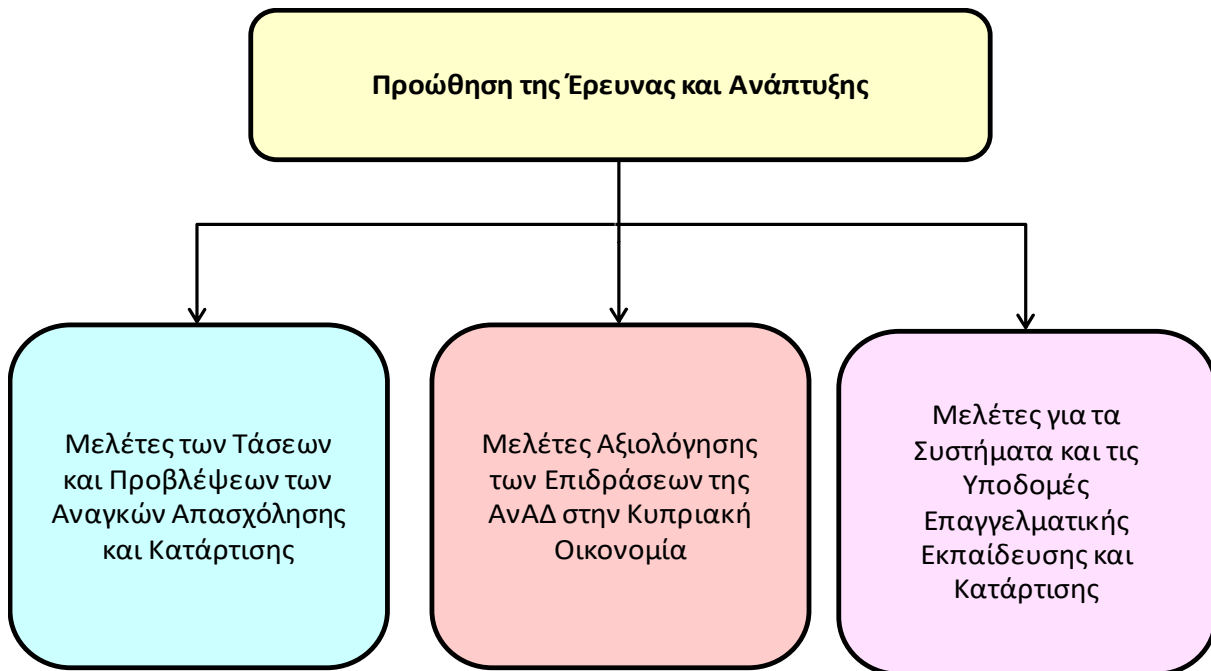 Προώθηση της Έρευνας και Ανάπτυξης
Μελέτες των Τάσεων
και Προβλέψεων των
Αναγκών Απασχόλησης
και Κατάρτισης
Μελέτες Αξιολόγησης
των Επιδράσεων της
ΑνΑΔ στην Κυπριακή
Οικονομία
Μελέτες για τα
Συστήματα και τις
Υποδομές
Επαγγελματικής
Εκπαίδευσης και
Κατάρτισης